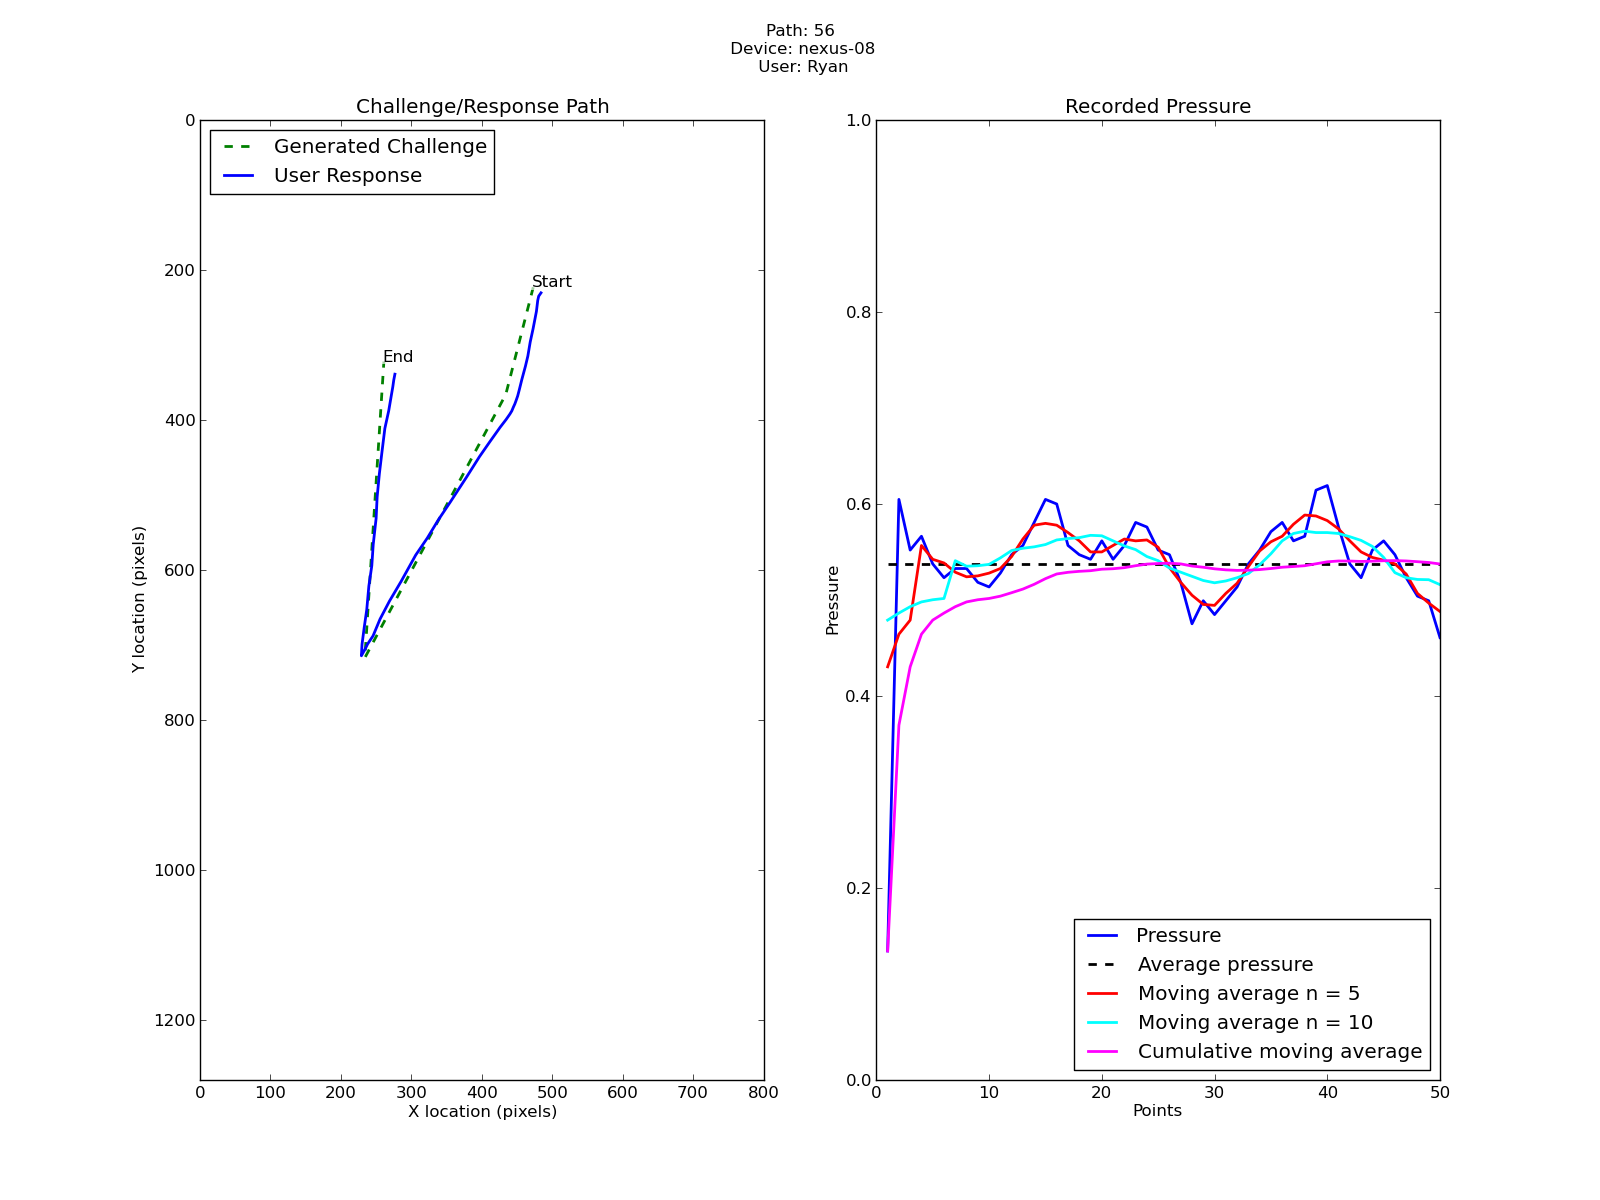 Path: 56
Device: nexus-08
User: Ryan
Challenge/Response Path
Generated Challenge
User Response
Start
End
0
200
400
600
800
1000
1200
Y location (pixels)
0 100 200 300 400 500 600 700 800
X location (pixels)
Recorded Pressure
1.0
0.8
0.6
0.4
0.2
0.0
Pressure
Pressure
Average pressure
Moving average n = 5
Moving average n = 10
Cumulative moving average
0 10 20 30 40 50
Points